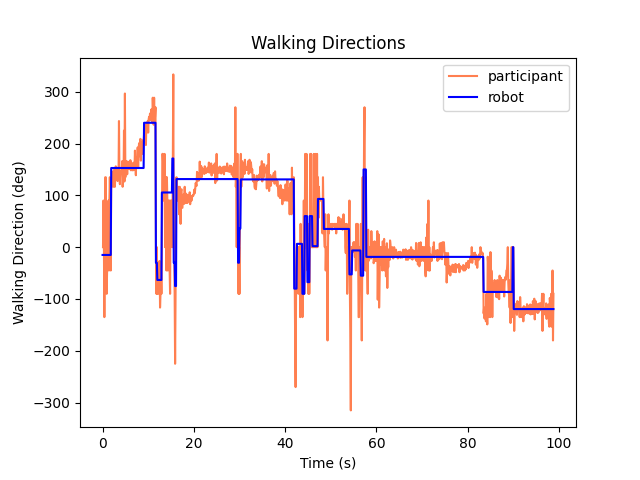 Walking Directions
participant
robot
Walking Direction (deg)
300
200
100
0
−100
−200
−300
0
20
40
60
80
100
Time (s)